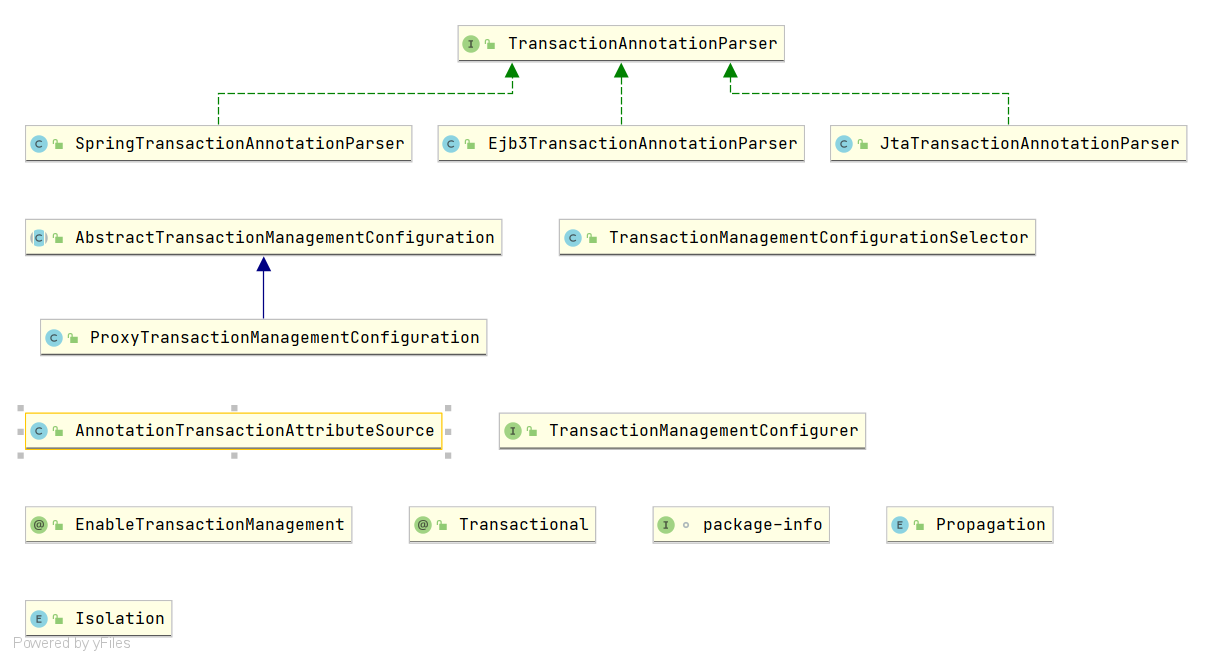 I TransactionAnnotationParser
C SpringTransactionAnnotationParser
C Ejb3TransactionAnnotationParser
C JtaTransactionAnnotationParser
C AbstractTransactionManagementConfiguration
C TransactionManagementConfigurationSelector
C ProxyTransactionManagementConfiguration
C AnnotationTransactionAttributeSource
I TransactionManagementConfigurer
@ EnableTransactionManagement
@ Transactional
I package-info
E Propagation
E Isolation
Powered by yFiles